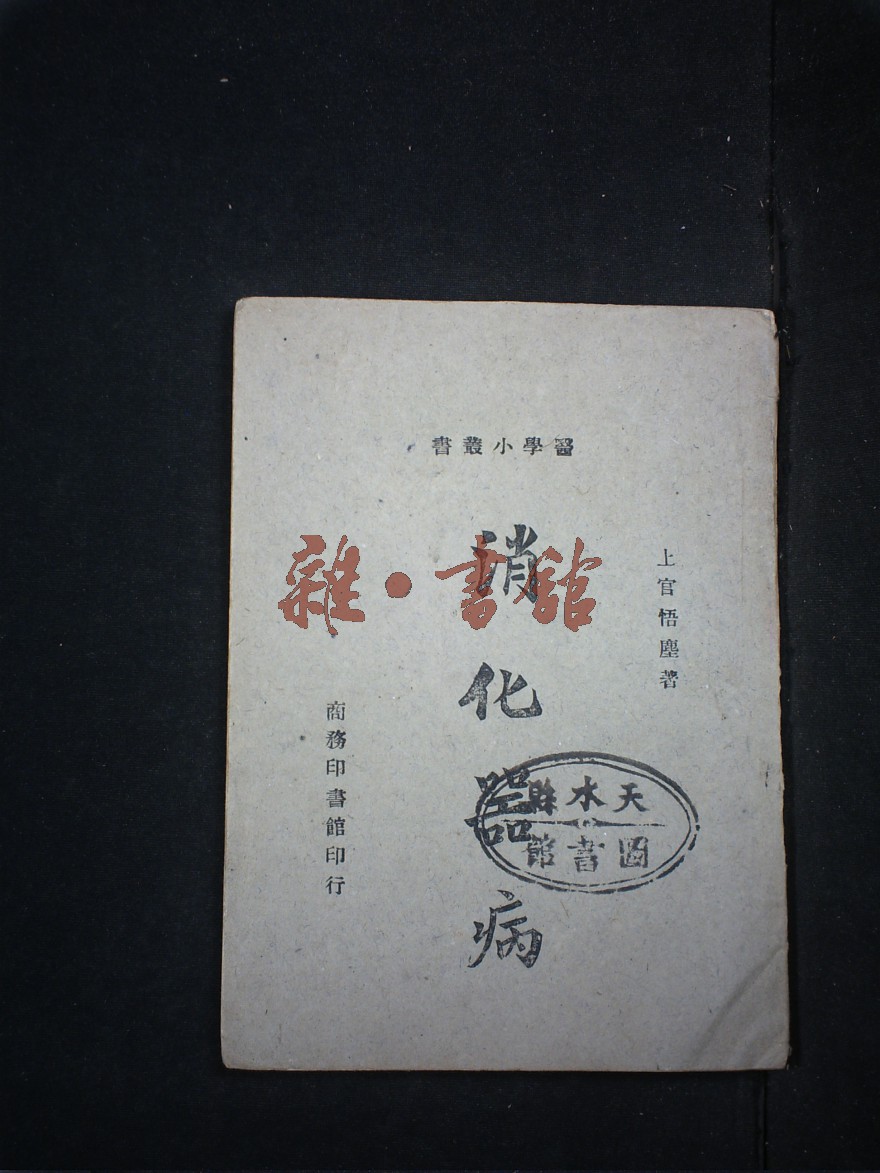 醫學小叢書
上官悟塵著
消化器病
商務印書館印行
天水縣
圖書館
雜·書館